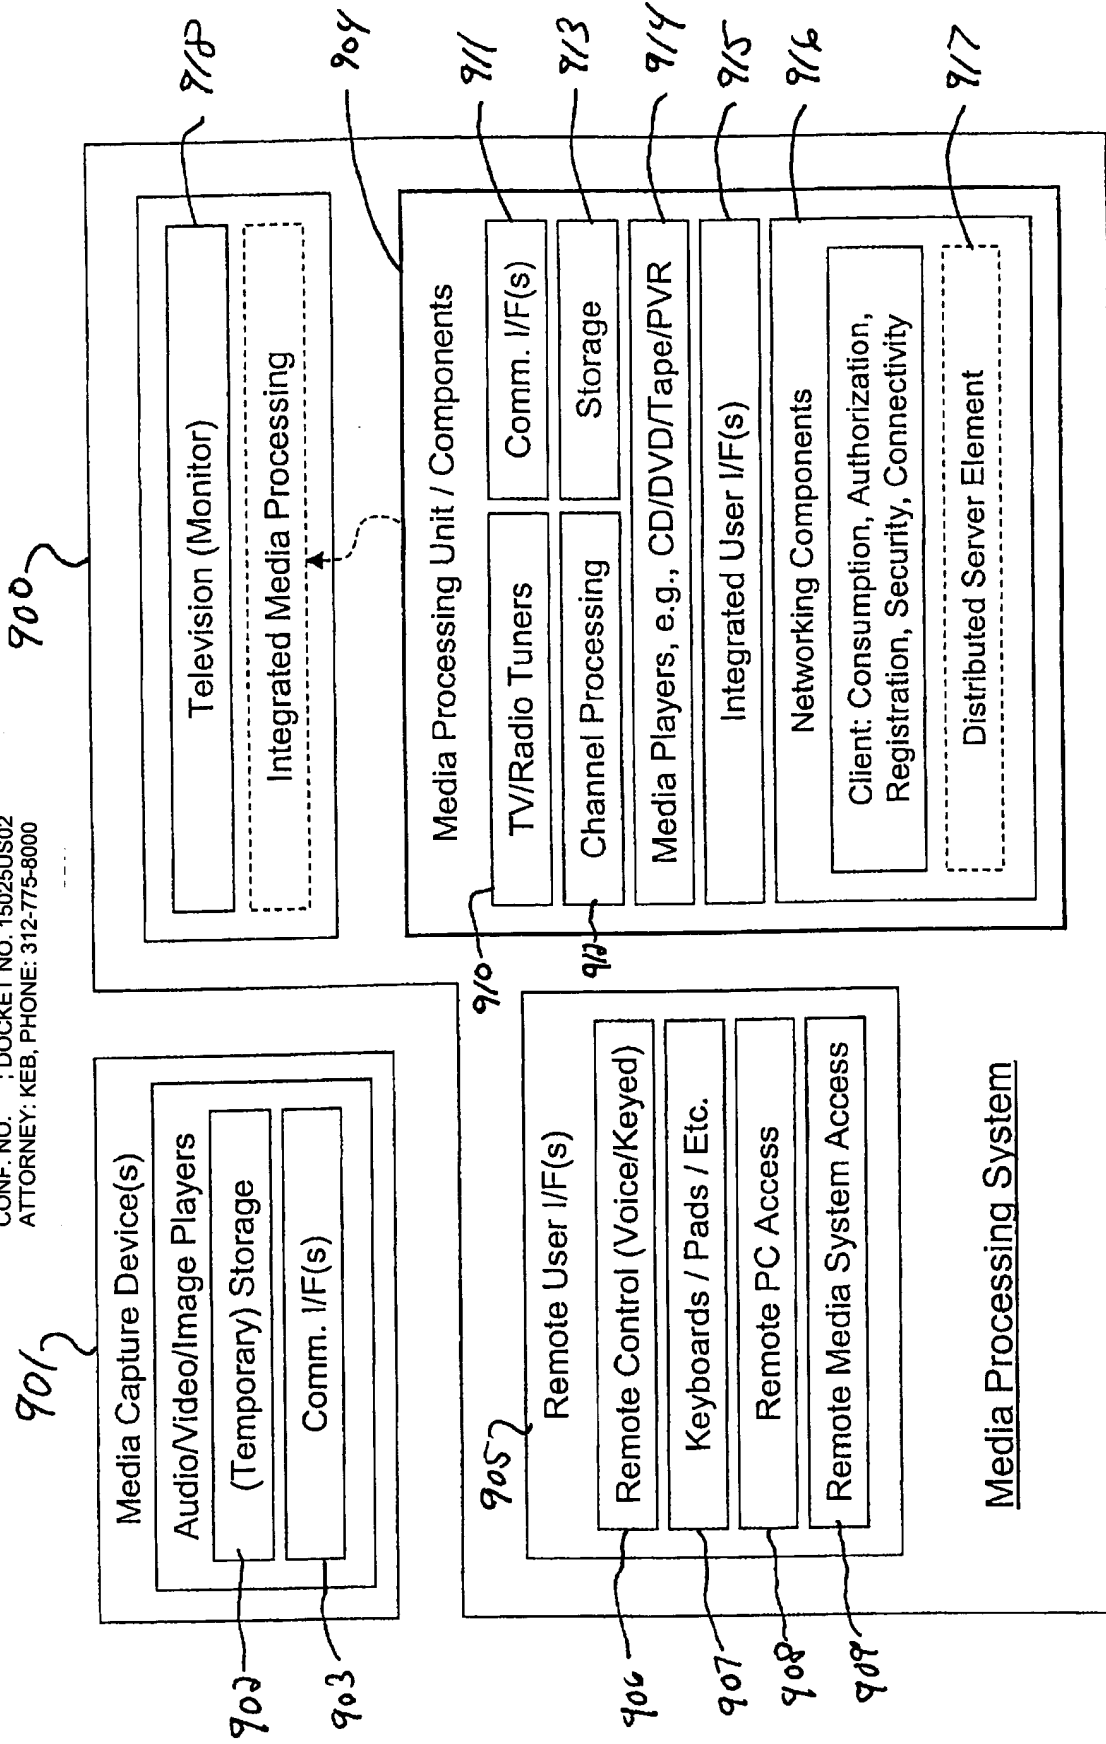 CONF. NO. : DOCKET NO. 15025US02
ATTORNEY: KEB, PHONE: 312-775-8000
900
901
Media Capture Device(s)
Audio/Video/Image Players
(Temporary) Storage
Comm. I/F(s)
902
903
918
Television (Monitor)
Integrated Media Processing
904
Media Processing Unit / Components
910
TV/Radio Tuners
Comm. I/F(s)
911
912
Channel Processing
Storage
913
Media Players, e.g., CD/DVD/Tape/PVR
914
Integrated User I/F(s)
915
Networking Components
916
Client: Consumption, Authorization,
Registration, Security, Connectivity
Distributed Server Element
917
905
Remote User I/F(s)
Remote Control (Voice/Keyed)
906
Keyboards / Pads / Etc.
907
Remote PC Access
908
Remote Media System Access
909
Media Processing System